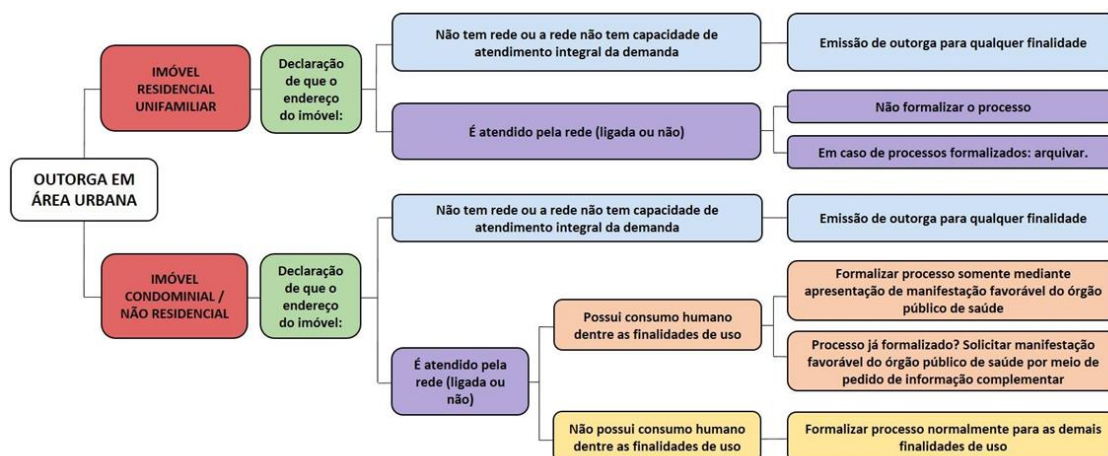 OUTORGA EM
ÁREA URBANA
IMÓVEL
RESIDENCIAL
UNIFAMILIAR
Declaração
de que o
endereço
do imóvel:
Não tem rede ou a rede não tem capacidade de
atendimento integral da demanda
Emissão de outorga para qualquer finalidade
É atendido pela rede (ligada ou não)
Não formalizar o processo
Em caso de processos formalizados: arquivar.
IMÓVEL
CONDOMINIAL /
NÃO RESIDENCIAL
Declaração
de que o
endereço
do imóvel:
Não tem rede ou a rede não tem capacidade de
atendimento integral da demanda
Emissão de outorga para qualquer finalidade
É atendido pela
rede (ligada ou
não)
Possui consumo humano
dentre as finalidades de uso
Formalizar processo somente mediante
apresentação de manifestação favorável do órgão
público de saúde
Processo já formalizado? Solicitar manifestação
favorável do órgão público de saúde por meio de
pedido de informação complementar
Não possui consumo humano
dentre as finalidades de uso
Formalizar processo normalmente para as demais
finalidades de uso